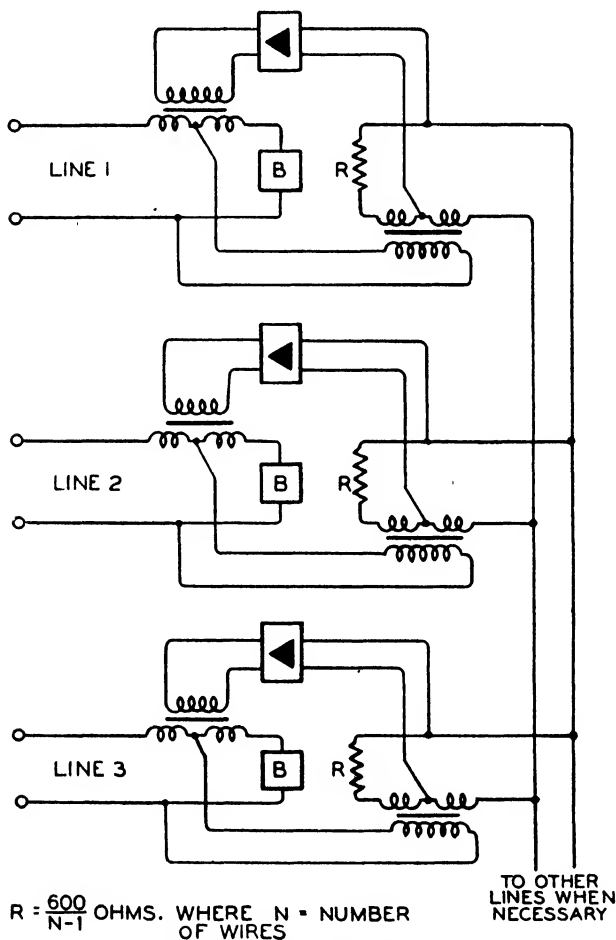 LINE 1
B
R
LINE 2
B
R
LINE 3
B
R
TO OTHER
LINES WHEN
NECESSARY
R = 600/N-1 OHMS. WHERE N = NUMBER
OF WIRES